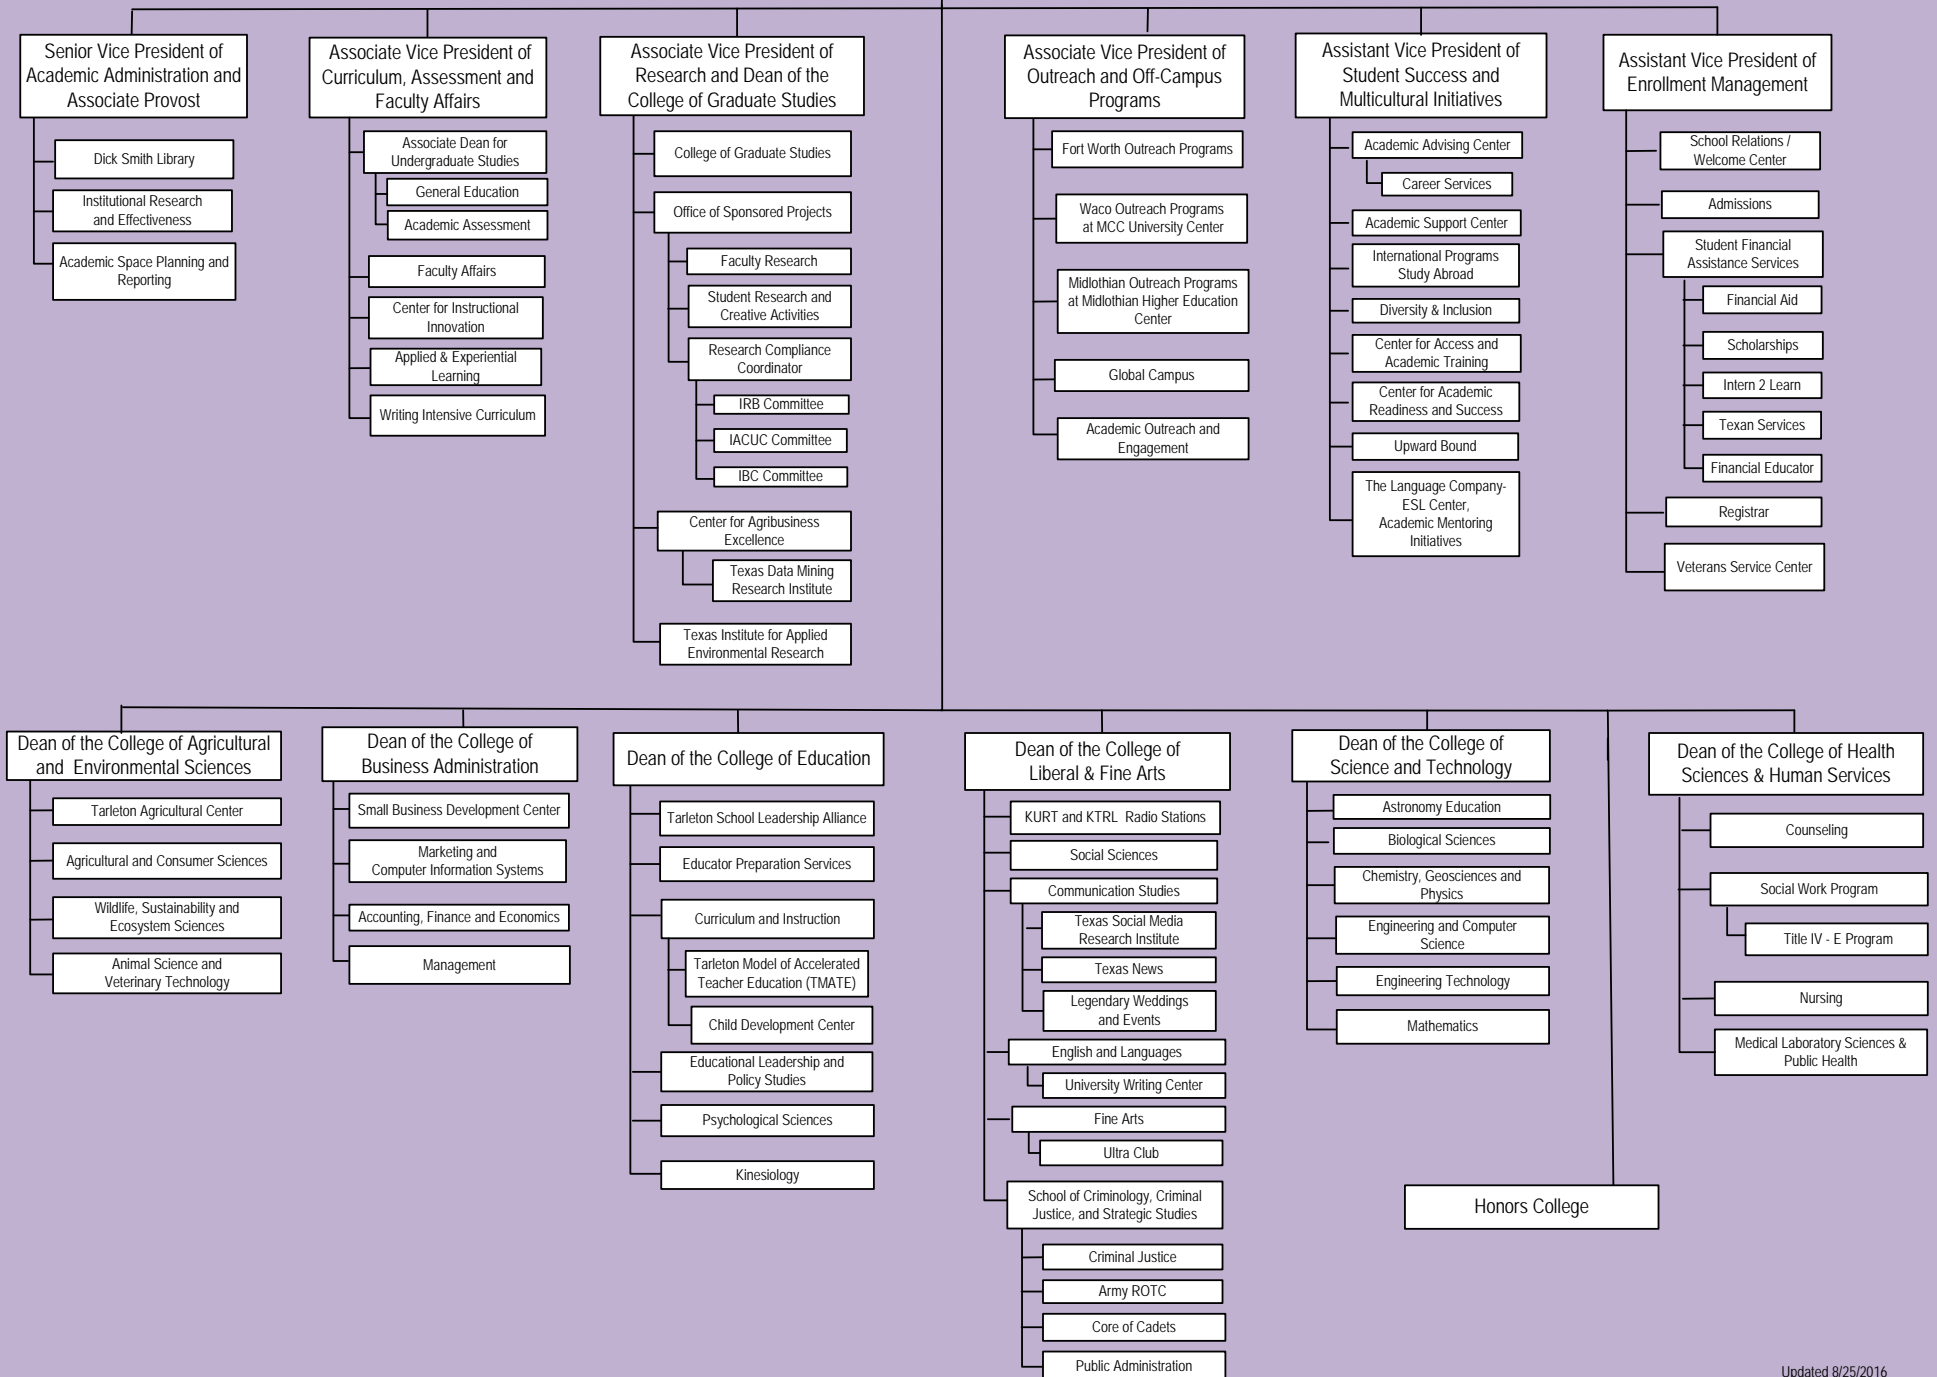 Senior Vice President of
Academic Administration and
Associate Provost
Dick Smith Library
Institutional Research
and Effectiveness
Academic Space Planning and
Reporting
Associate Vice President of
Curriculum, Assessment and
Faculty Affairs
Associate Dean for
Undergraduate Studies
General Education
Academic Assessment
Faculty Affairs
Center for Instructional
Innovation
Applied & Experiential
Learning
Writing Intensive Curriculum
Associate Vice President of
Research and Dean of the
College of Graduate Studies
College of Graduate Studies
Office of Sponsored Projects
Faculty Research
Student Research and
Creative Activities
Research Compliance
Coordinator
IRB Committee
IACUC Committee
IBC Committee
Center for Agribusiness
Excellence
Texas Data Mining
Research Institute
Texas Institute for Applied
Environmental Research
Associate Vice President of
Outreach and Off-Campus
Programs
Fort Worth Outreach Programs
Waco Outreach Programs
at MCC University Center
Midlothian Outreach Programs
at Midlothian Higher Education
Center
Global Campus
Academic Outreach and
Engagement
Assistant Vice President of
Student Success and
Multicultural Initiatives
Academic Advising Center
Career Services
Academic Support Center
International Programs
Study Abroad
Diversity & Inclusion
Center for Access and
Academic Training
Center for Academic
Readiness and Success
Upward Bound
The Language Company-
ESL Center,
Academic Mentoring
Initiatives
Assistant Vice President of
Enrollment Management
School Relations /
Welcome Center
Admissions
Student Financial
Assistance Services
Financial Aid
Scholarships
Intern 2 Learn
Texan Services
Financial Educator
Registrar
Veterans Service Center
Dean of the College of Agricultural
and Environmental Sciences
Tarleton Agricultural Center
Agricultural and Consumer Sciences
Wildlife, Sustainability and
Ecosystem Sciences
Animal Science and
Veterinary Technology
Dean of the College of
Business Administration
Small Business Development Center
Marketing and
Computer Information Systems
Accounting, Finance and Economics
Management
Dean of the College of Education
Tarleton School Leadership Alliance
Educator Preparation Services
Curriculum and Instruction
Tarleton Model of Accelerated
Teacher Education (TMATE)
Child Development Center
Educational Leadership and
Policy Studies
Psychological Sciences
Kinesiology
Dean of the College of
Liberal & Fine Arts
KURT and KTRL Radio Stations
Social Sciences
Communication Studies
Texas Social Media
Research Institute
Texas News
Legendary Weddings
and Events
English and Languages
University Writing Center
Fine Arts
Ultra Club
School of Criminology, Criminal
Justice, and Strategic Studies
Criminal Justice
Army ROTC
Core of Cadets
Public Administration
Dean of the College of
Science and Technology
Astronomy Education
Biological Sciences
Chemistry, Geosciences and
Physics
Engineering and Computer
Science
Engineering Technology
Mathematics
Honors College
Dean of the College of Health
Sciences & Human Services
Counseling
Social Work Program
Title IV - E Program
Nursing
Medical Laboratory Sciences &
Public Health
Updated 8/25/2016